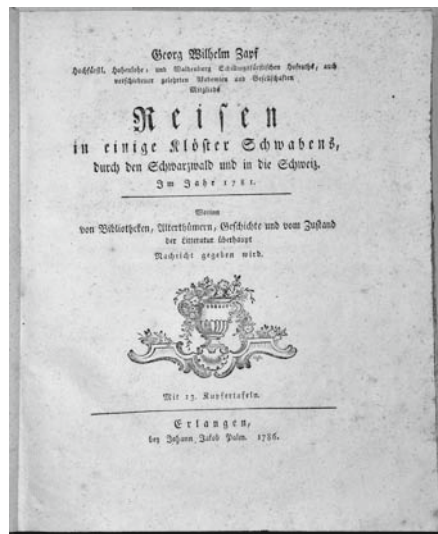 Georg Wilhelm Zapf
Hochfürstl. Hohenlohe- und Waldenburg Schillingsfürstischen Hofraths, auch
verschiedener gelehrten Akademien und Gesellschaften
Mitglieds
Reisen
in einige Klöster Schwabens,
durch den Schwarzwald und in die Schweiz.
Im Jahr 1781.
Worinn
von Bibliotheken, Alterthümern, Geschichte und vom Zustand
der Litteratur überhaupt
Nachricht gegeben wird.
Mit 13. Kupfertafeln.
Erlangen,
bey Johann Jakob Palm. 1786.